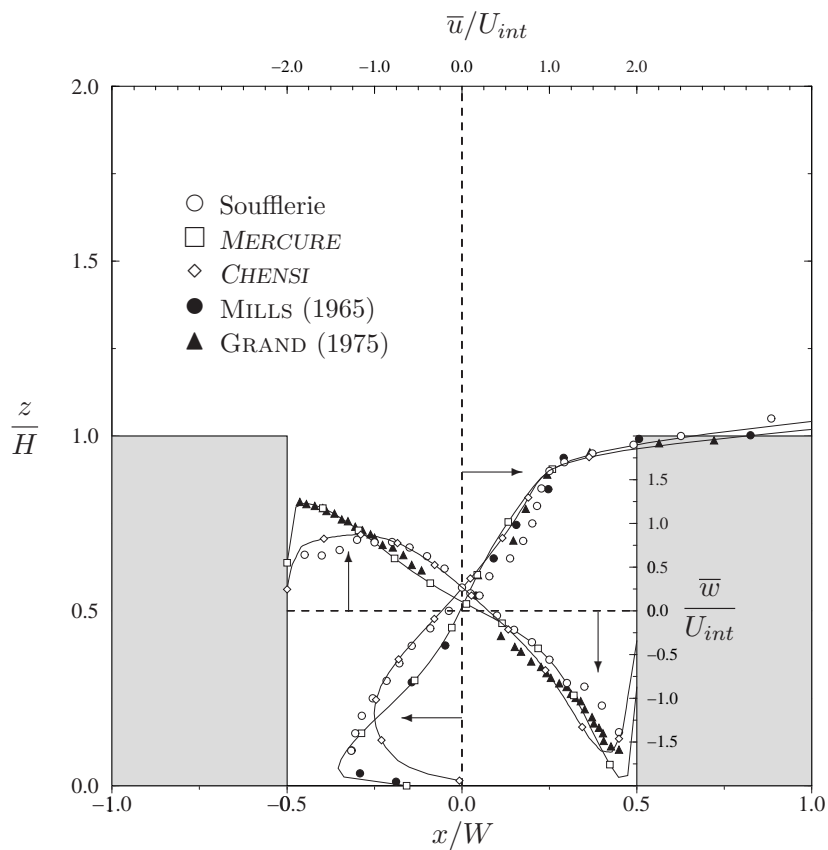 u̅/U_int
−2.0 −1.0 0.0 1.0 2.0
2.0
1.5
1.0
0.5
0.0
z/H
Soufflerie
MERCURE
CHENSI
MILLS (1965)
GRAND (1975)
1.5
1.0
0.5
0.0
−0.5
−1.0
−1.5
w̅/U_int
−1.0 −0.5 0.0 0.5 1.0
x/W